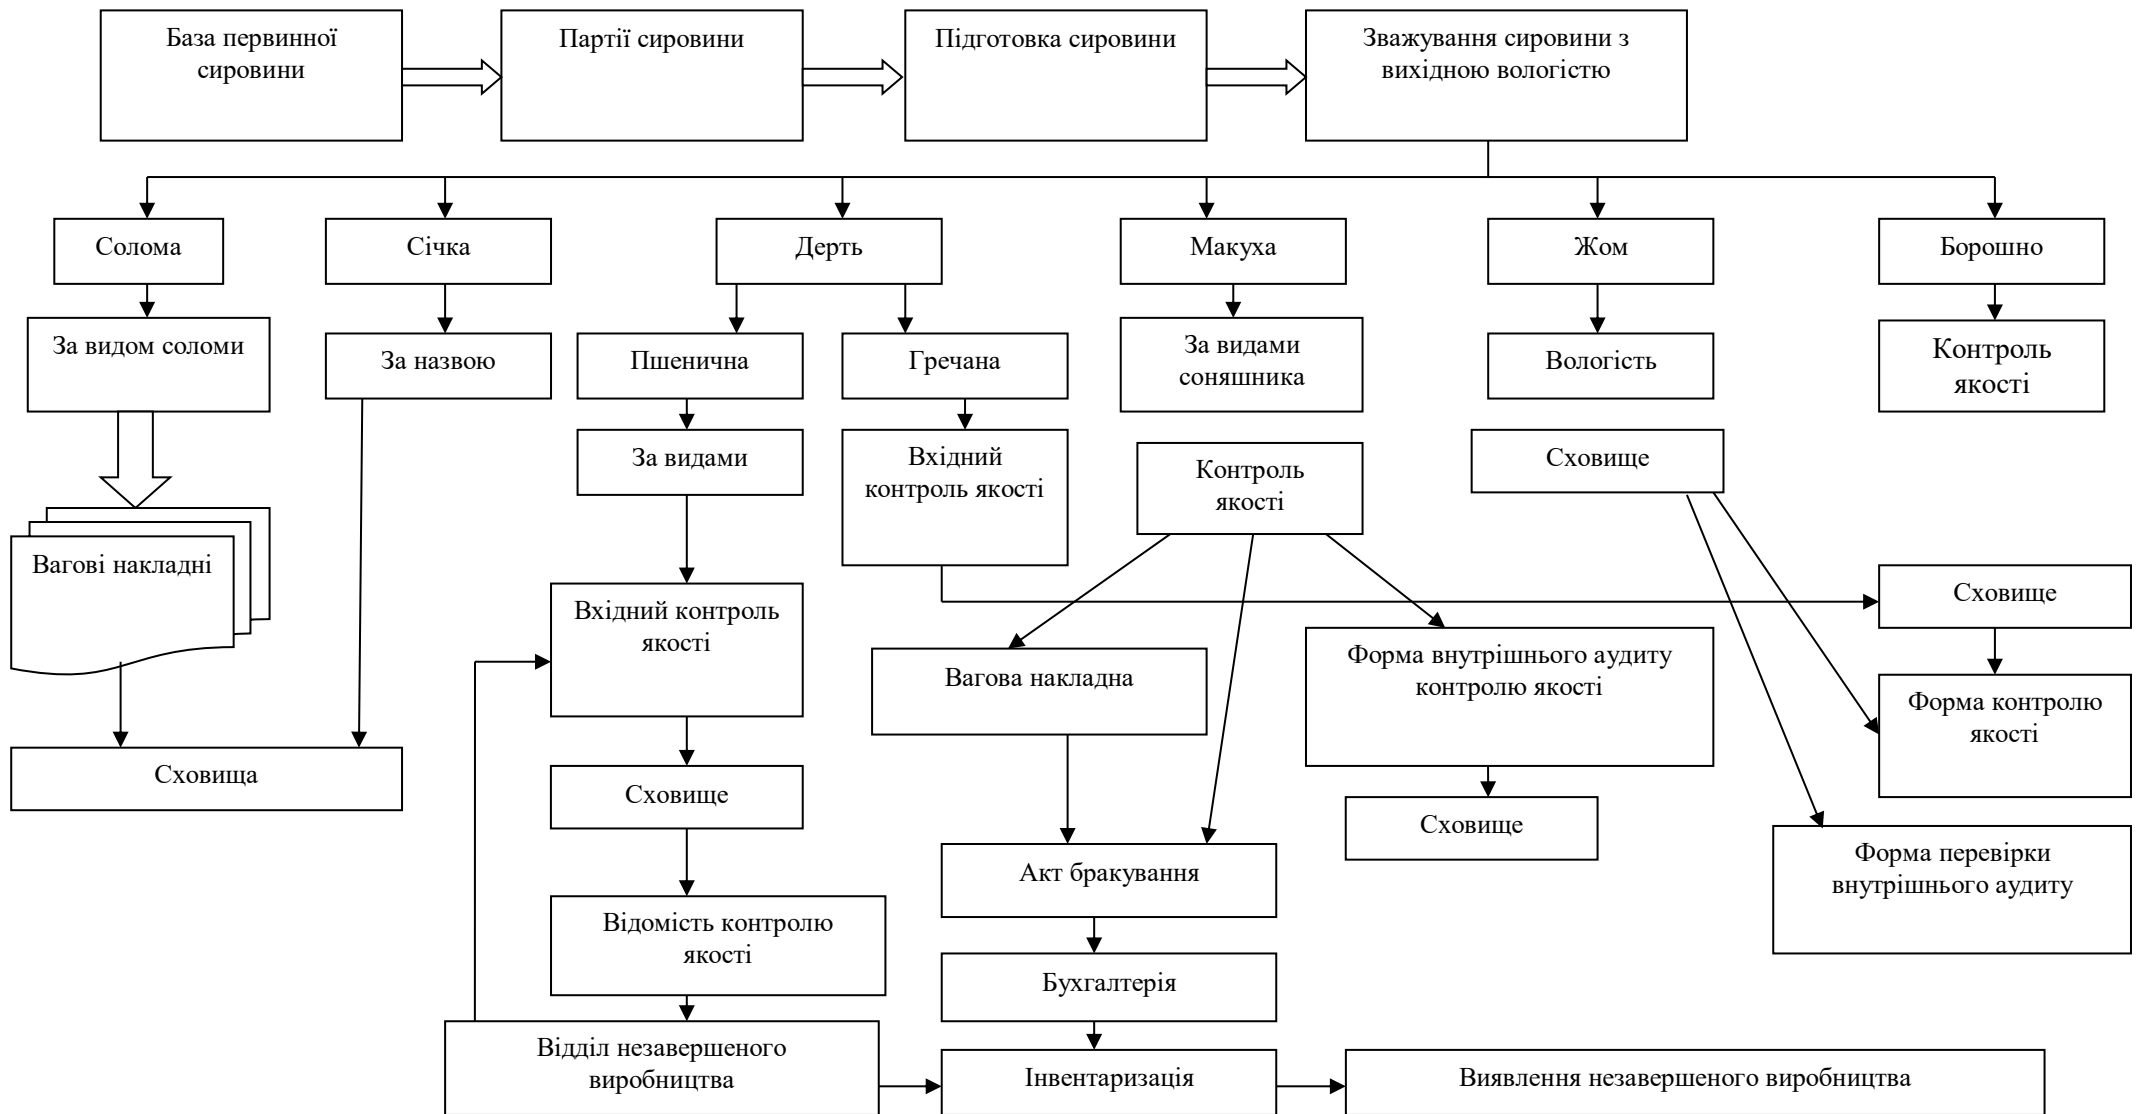 База первинної
сировини
Партії сировини
Підготовка сировини
Зважування сировини з
вихідною вологістю
Солома
Січка
Дерть
Макуха
Жом
Борошно
За видом соломи
За назвою
Пшенична
Гречана
За видами
соняшника
Вологість
Контроль
якості
За видами
Вхідний
контроль якості
Контроль
якості
Сховище
Вагові накладні
Вхідний контроль
якості
Сховище
Вагова накладна
Форма внутрішнього аудиту
контролю якості
Форма контролю
якості
Сховища
Сховище
Сховище
Акт бракування
Форма перевірки
внутрішнього аудиту
Відомість контролю
якості
Бухгалтерія
Відділ незавершеного
виробництва
Інвентаризація
Виявлення незавершеного виробництва